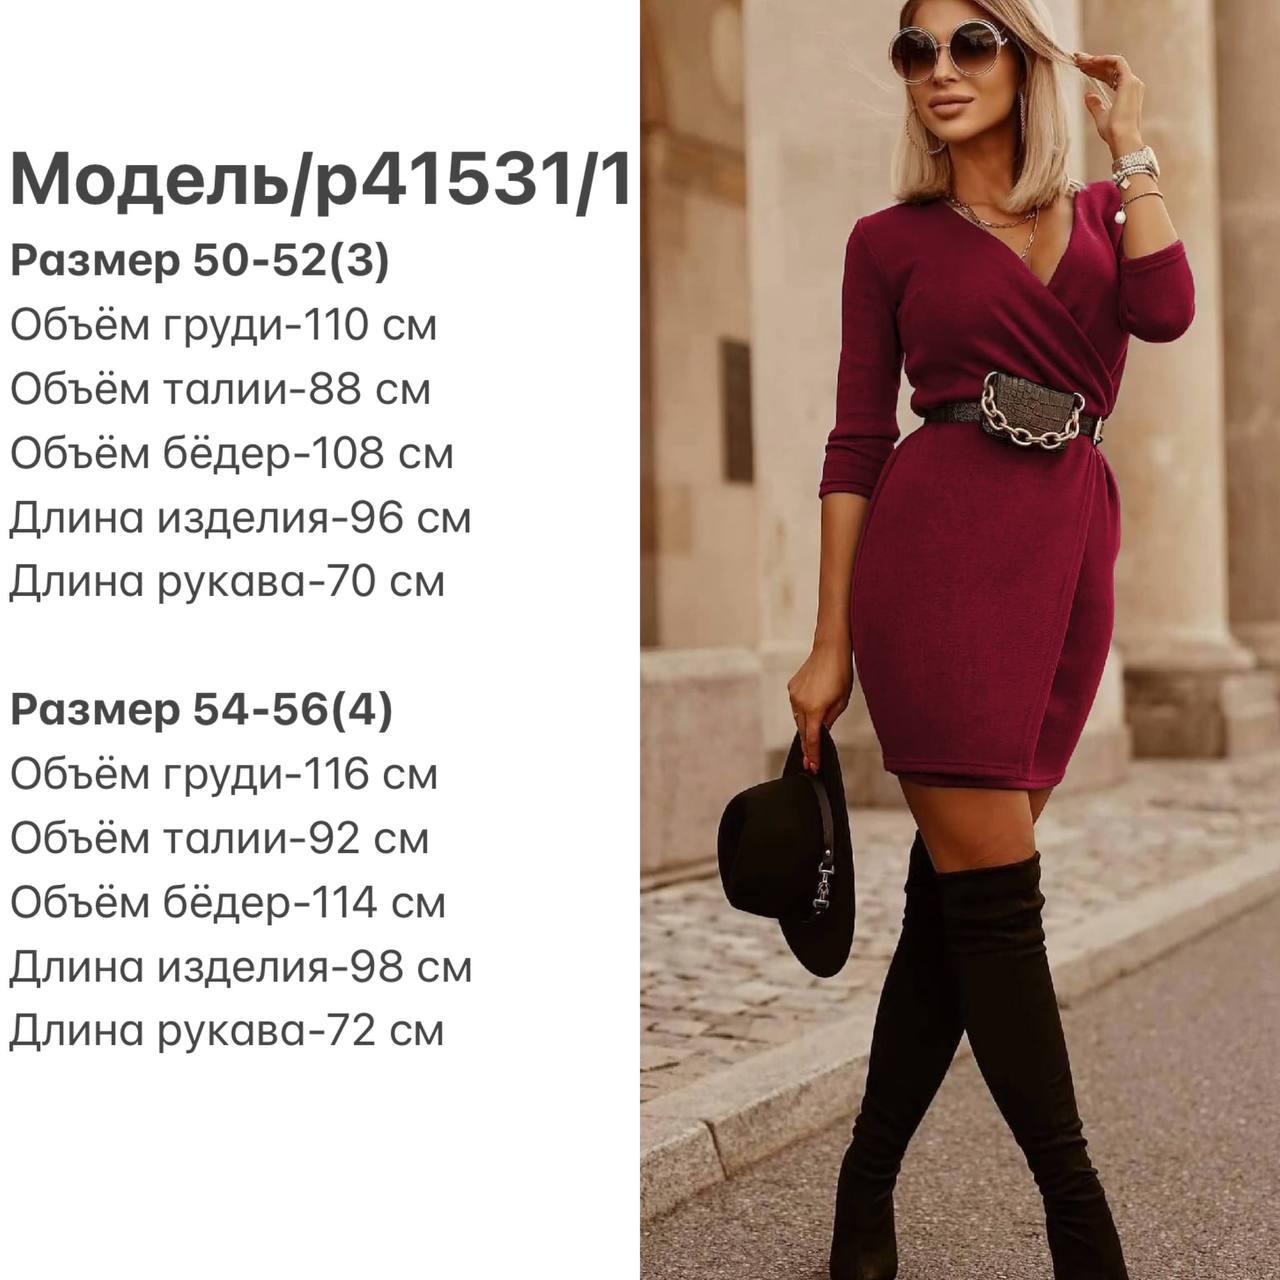 Модель/р41531/1
Размер 50-52(3)
Объём груди-110 см
Объём талии-88 см
Объём бёдер-108 см
Длина изделия-96 см
Длина рукава-70 см
Размер 54-56(4)
Объём груди-116 см
Объём талии-92 см
Объём бёдер-114 см
Длина изделия-98 см
Длина рукава-72 см